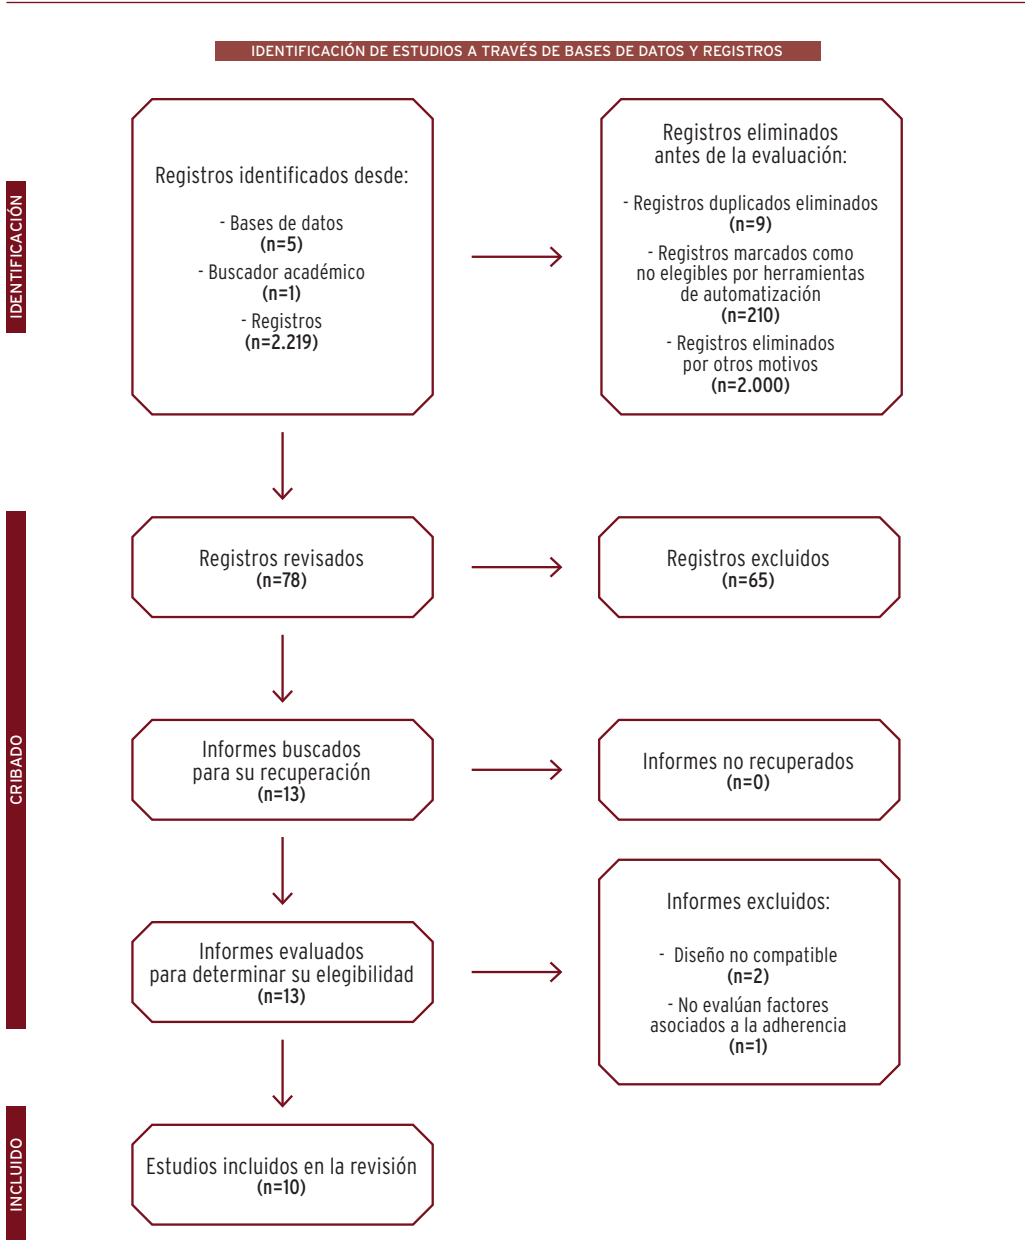 IDENTIFICACIÓN DE ESTUDIOS A TRAVÉS DE BASES DE DATOS Y REGISTROS
IDENTIFICACIÓN
Registros identificados desde:
- Bases de datos
(n=5)
- Buscador académico
(n=1)
- Registros
(n=2.219)
Registros eliminados
antes de la evaluación:
- Registros duplicados eliminados
(n=9)
- Registros marcados como
no elegibles por herramientas
de automatización
(n=210)
- Registros eliminados
por otros motivos
(n=2.000)
CRIBADO
Registros revisados
(n=78)
Registros excluidos
(n=65)
Informes buscados
para su recuperación
(n=13)
Informes no recuperados
(n=0)
Informes evaluados
para determinar su elegibilidad
(n=13)
Informes excluidos:
- Diseño no compatible
(n=2)
- No evalúan factores
asociados a la adherencia
(n=1)
INCLUIDO
Estudios incluidos en la revisión
(n=10)